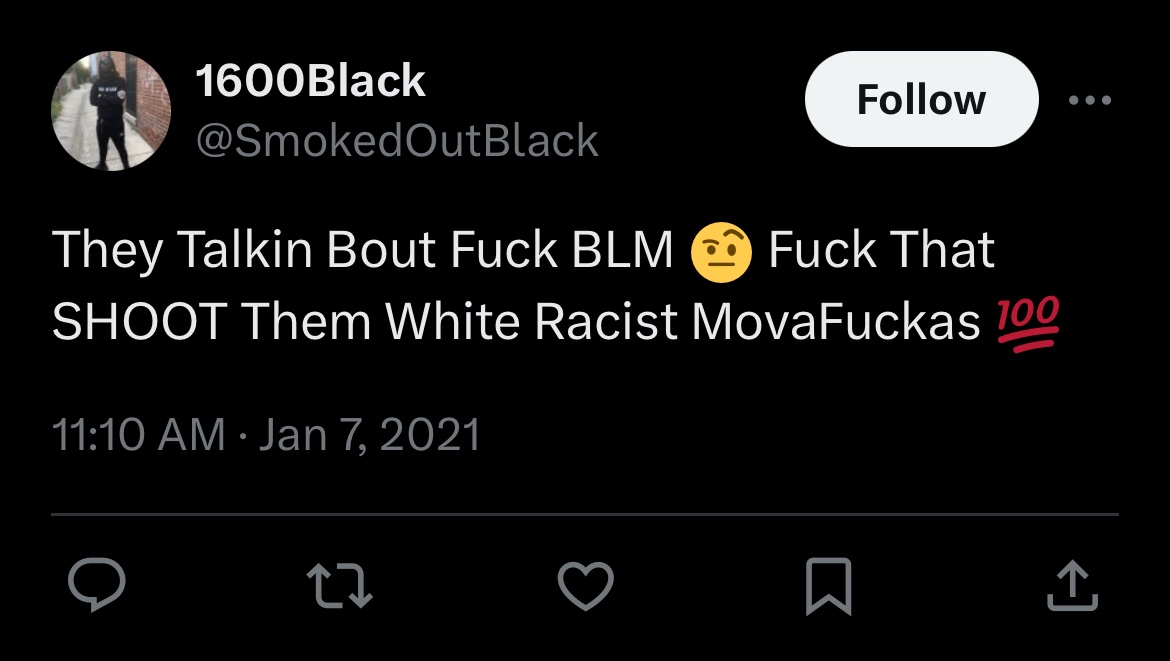 1600Black
Follow
@SmokedOutBlack
They Talkin Bout Fuck BLM 🤨 Fuck That
SHOOT Them White Racist MovaFuckas 💯
11:10 AM · Jan 7, 2021